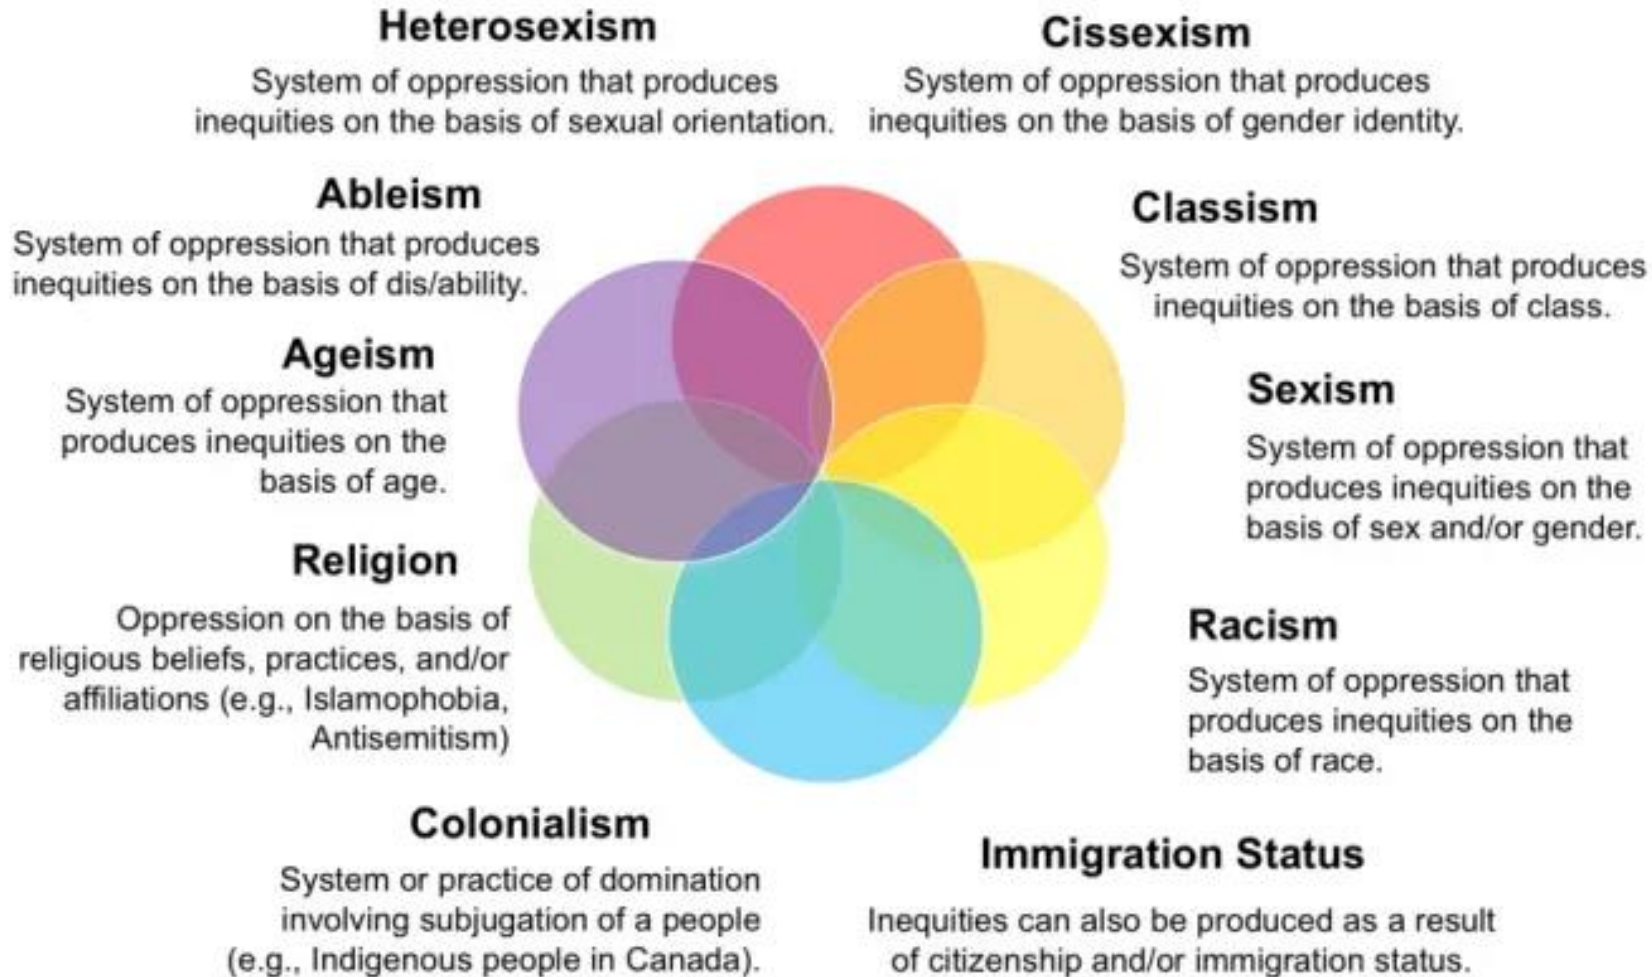 Heterosexism
System of oppression that produces
inequities on the basis of sexual orientation.
Cissexism
System of oppression that produces
inequities on the basis of gender identity.
Ableism
System of oppression that produces
inequities on the basis of dis/ability.
Classism
System of oppression that produces
inequities on the basis of class.
Ageism
System of oppression that
produces inequities on the
basis of age.
Sexism
System of oppression that
produces inequities on the
basis of sex and/or gender.
Religion
Oppression on the basis of
religious beliefs, practices, and/or
affiliations (e.g., Islamophobia,
Antisemitism)
Racism
System of oppression that
produces inequities on the
basis of race.
Colonialism
System or practice of domination
involving subjugation of a people
(e.g., Indigenous people in Canada).
Immigration Status
Inequities can also be produced as a result
of citizenship and/or immigration status.